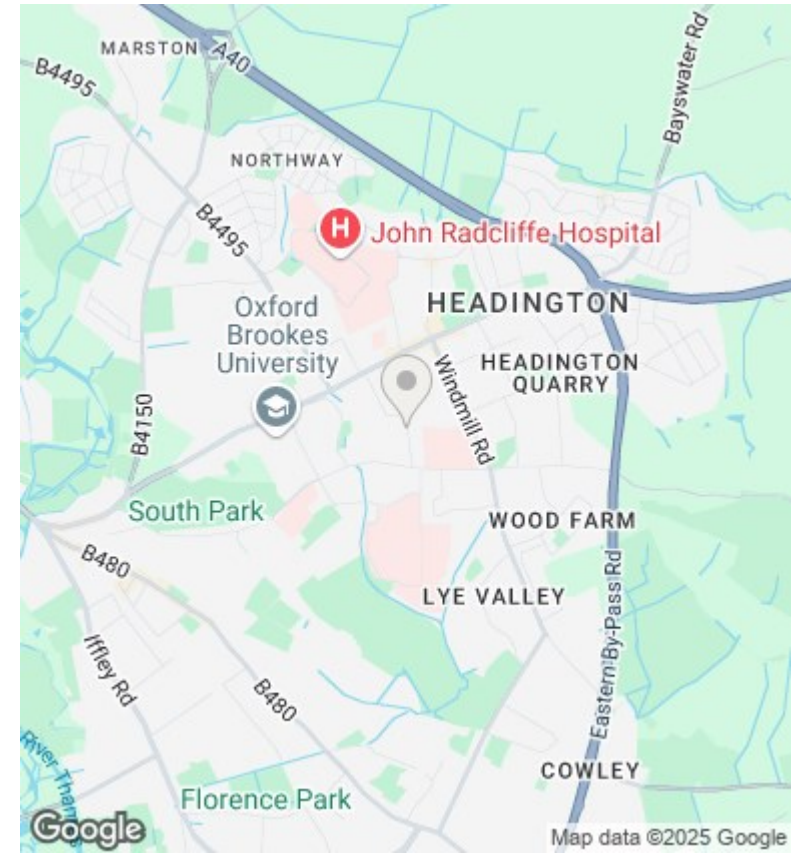 MARSTON
A40
B4495
Bayswater Rd
NORTHWAY
B4495
H
John Radcliffe Hospital
HEADINGTON
Oxford
Brookes
University
HEADINGTON
QUARRY
Windmill Rd
B4150
South Park
WOOD FARM
B480
LYE VALLEY
Iffley Rd
Eastern By-Pass Rd
B480
River Thames
COWLEY
Florence Park
Google
Map data ©2025 Google